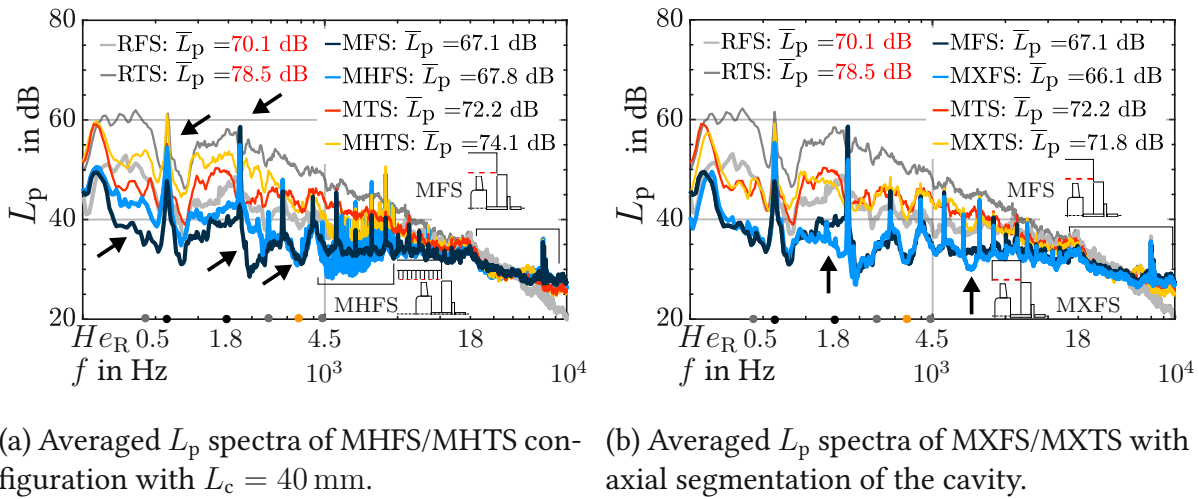 RFS: L̅p =70.1 dB
RTS: L̅p =78.5 dB
MFS: L̅p =67.1 dB
MHFS: L̅p =67.8 dB
MTS: L̅p =72.2 dB
MHTS: L̅p =74.1 dB
80
60
40
20
Lp in dB
MFS
MHFS
HeR 0.5 1.8 4.5 18
f in Hz 10³ 10⁴
(a) Averaged Lp spectra of MHFS/MHTS con-
figuration with Lc = 40 mm.
RFS: L̅p =70.1 dB
RTS: L̅p =78.5 dB
MFS: L̅p =67.1 dB
MXFS: L̅p =66.1 dB
MTS: L̅p =72.2 dB
MXTS: L̅p =71.8 dB
80
60
40
20
Lp in dB
MFS
MXFS
HeR 0.5 1.8 4.5 18
f in Hz 10³ 10⁴
(b) Averaged Lp spectra of MXFS/MXTS with
axial segmentation of the cavity.